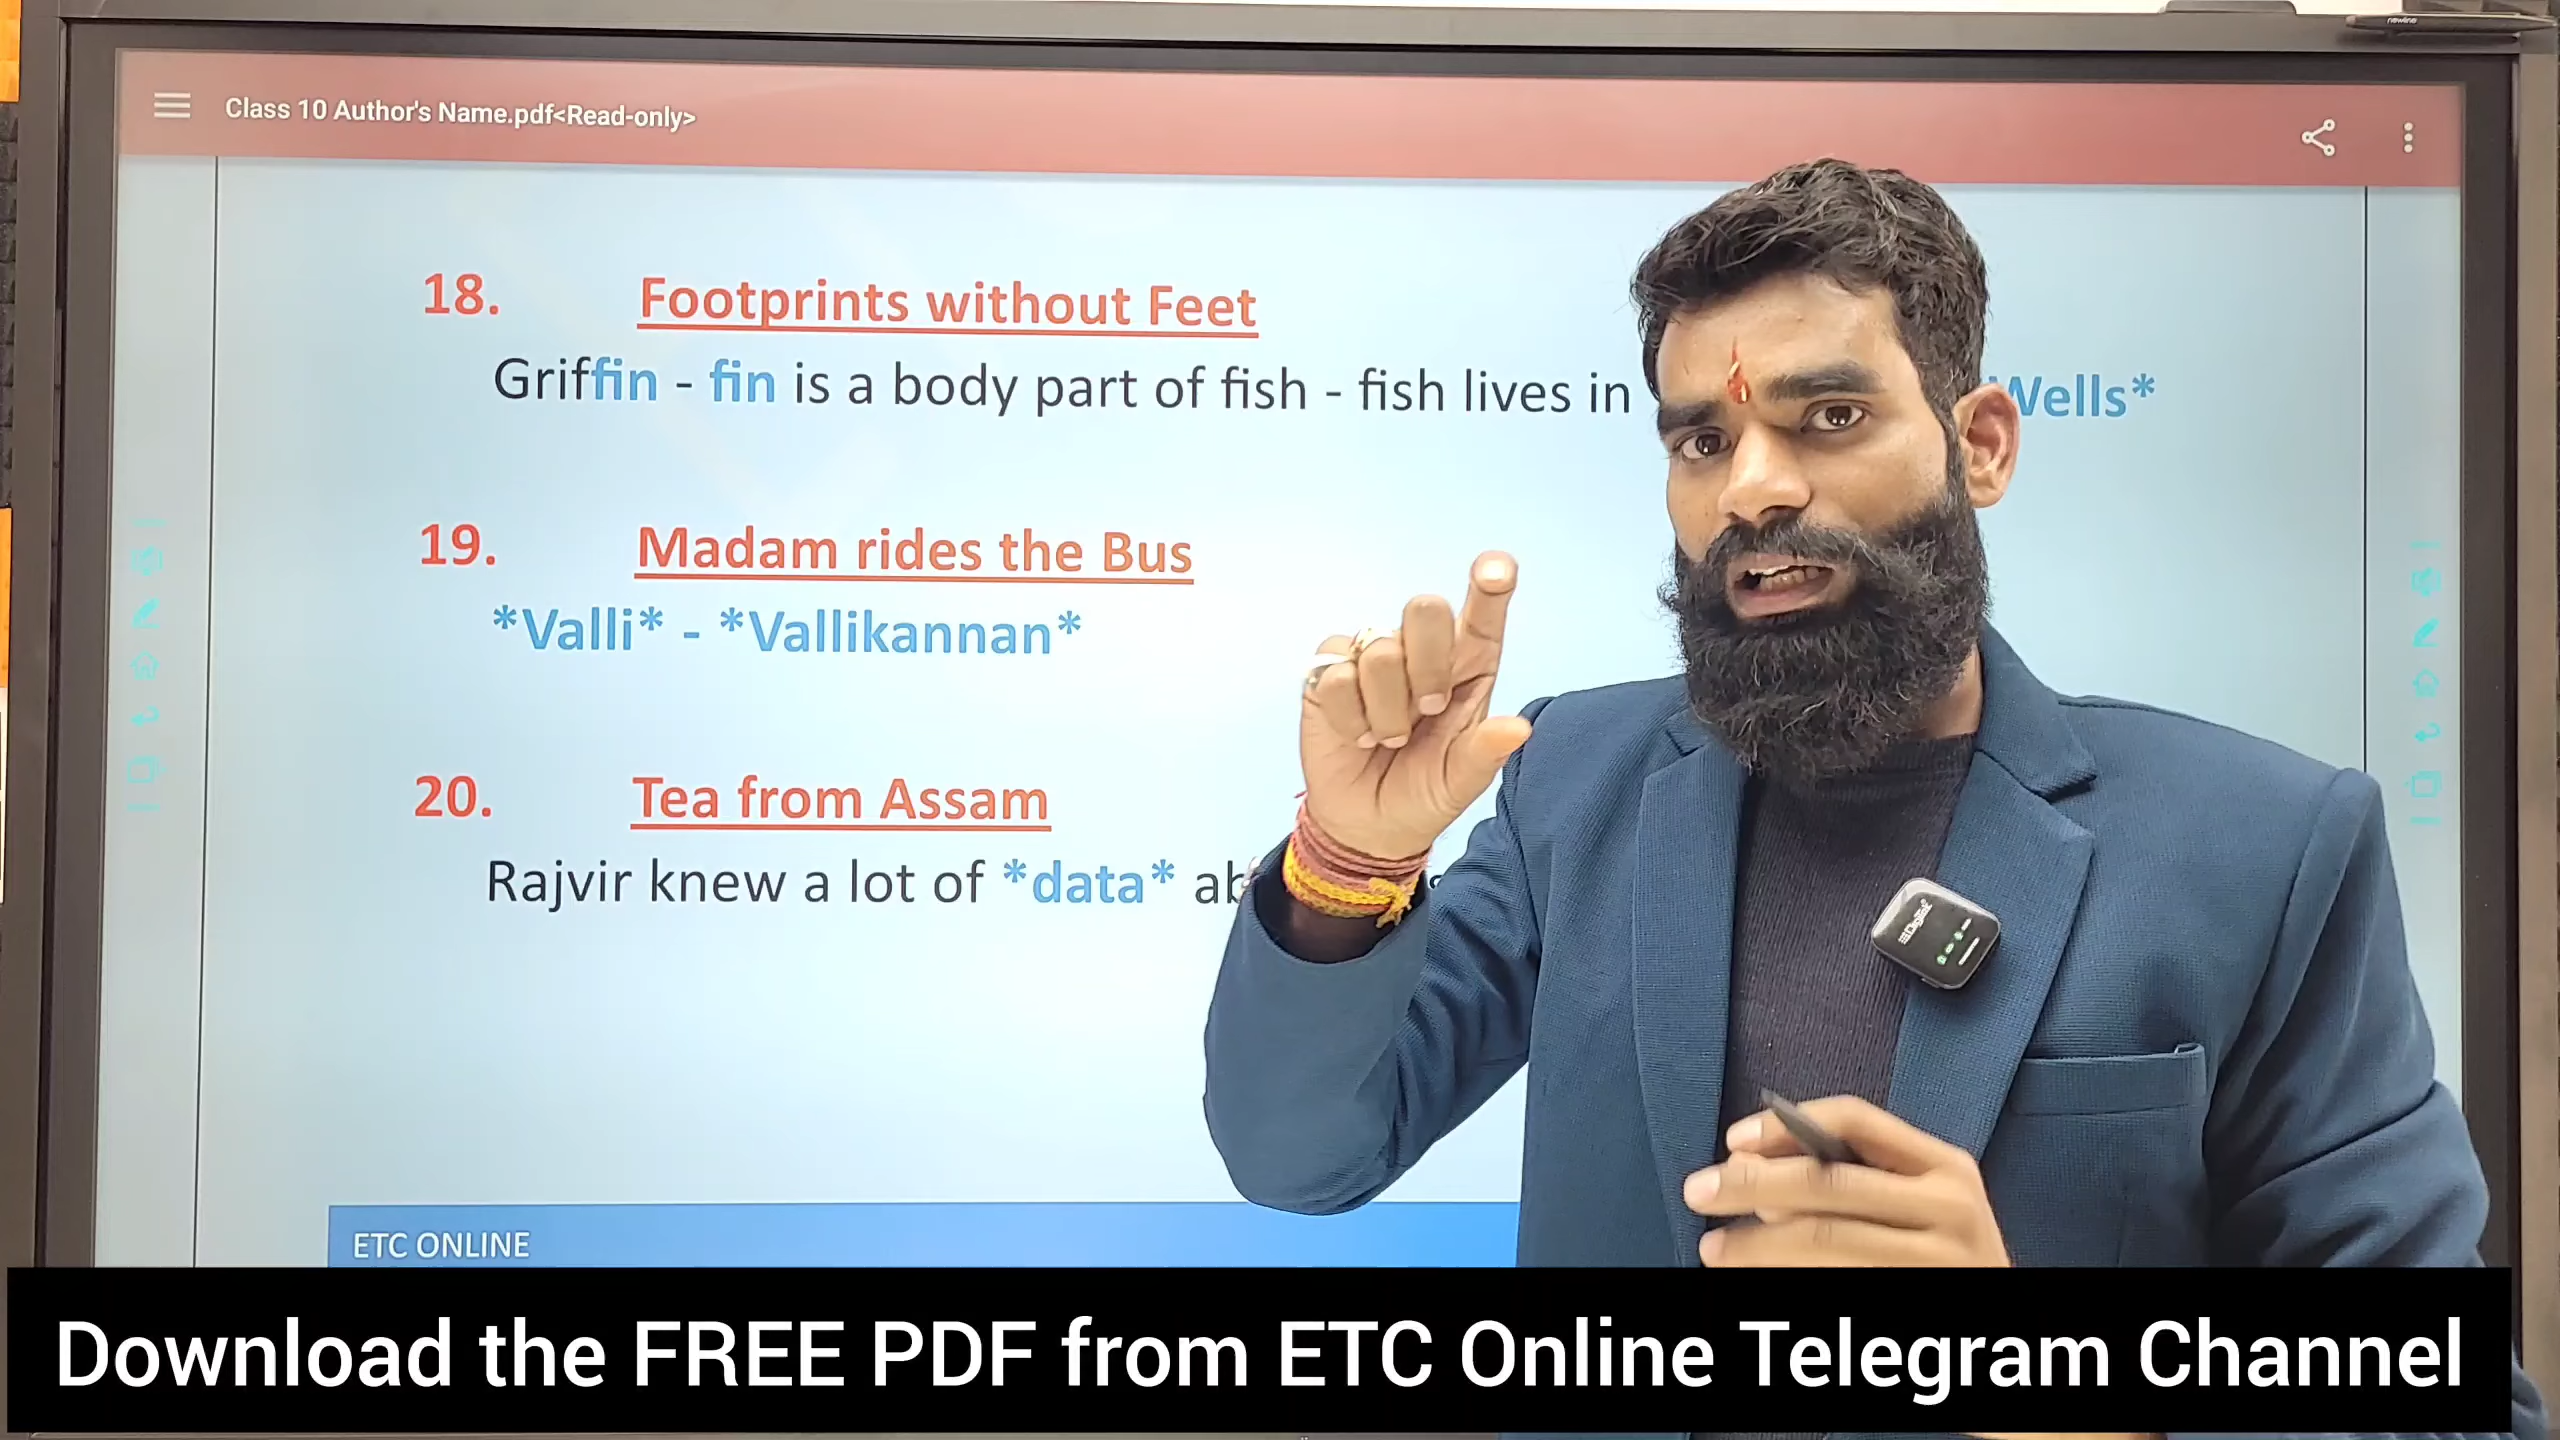 newline
Class 10 Author's Name.pdf<Read-only>
18. Footprints without Feet
Griffin - fin is a body part of fish - fish lives in Wells*
19. Madam rides the Bus
*Valli* - *Vallikannan*
20. Tea from Assam
Rajvir knew a lot of *data*
ETC ONLINE
Download the FREE PDF from ETC Online Telegram Channel